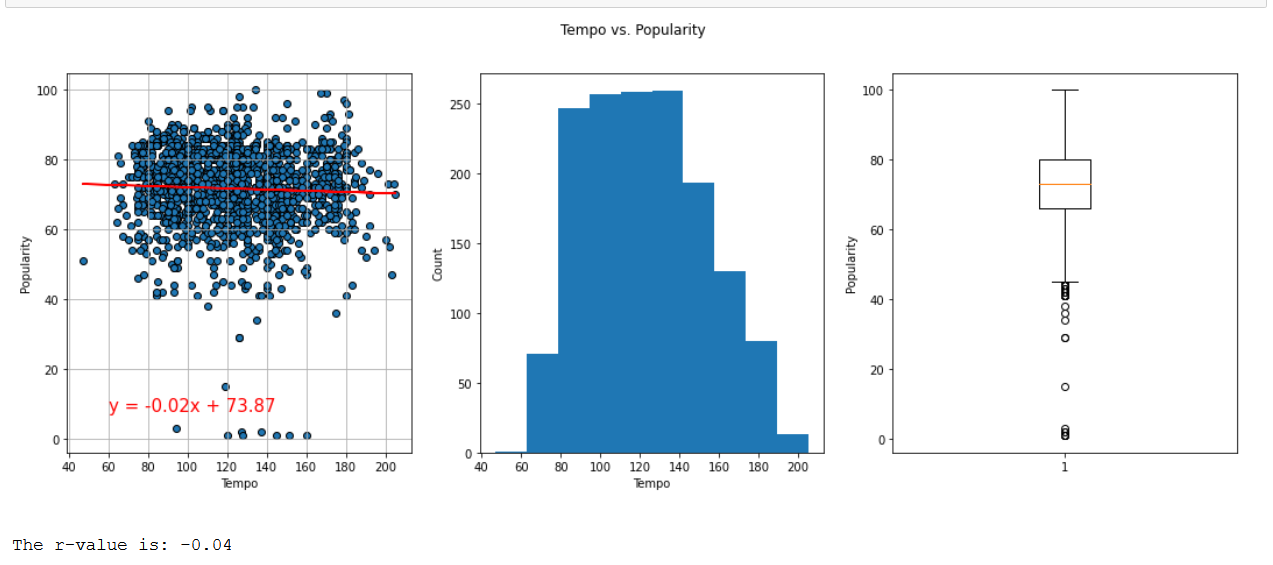 Tempo vs. Popularity
100
80
60
40
20
0
Popularity
y = -0.02x + 73.87
40 60 80 100 120 140 160 180 200
Tempo
250
200
150
100
50
0
Count
40 60 80 100 120 140 160 180 200
Tempo
100
80
60
40
20
0
Popularity
1
The r-value is: -0.04